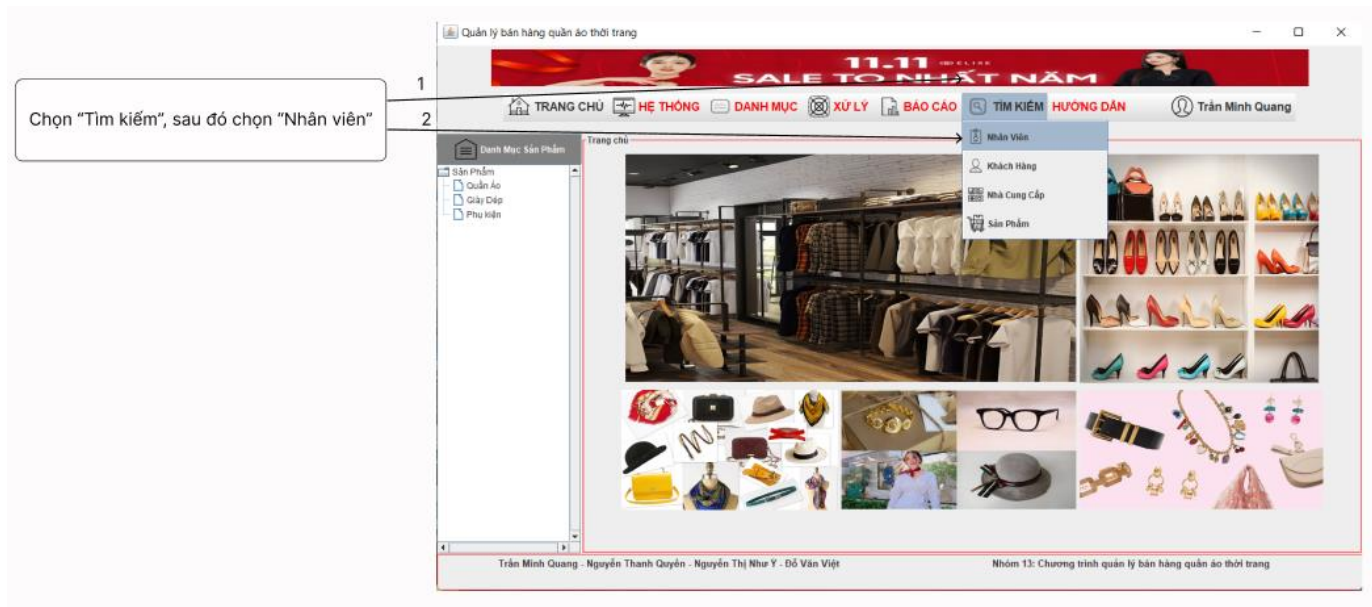 Quản lý bán hàng quần áo thời trang
11.11 ELISE
SALE TO NHẤT NĂM
1
2
Chọn "Tìm kiếm", sau đó chọn "Nhân viên"
TRANG CHỦ HỆ THỐNG DANH MỤC XỬ LÝ BÁO CÁO TÌM KIẾM HƯỚNG DẪN Trần Minh Quang
Nhân Viên
Khách Hàng
Nhà Cung Cấp
Sản Phẩm
Danh Mục Sản Phẩm
Sản Phẩm
Quần Áo
Giày Dép
Phụ kiện
Trang chủ
Trần Minh Quang - Nguyễn Thanh Quyên - Nguyễn Thị Như Ý - Đỗ Văn Việt
Nhóm 13: Chương trình quản lý bán hàng quần áo thời trang